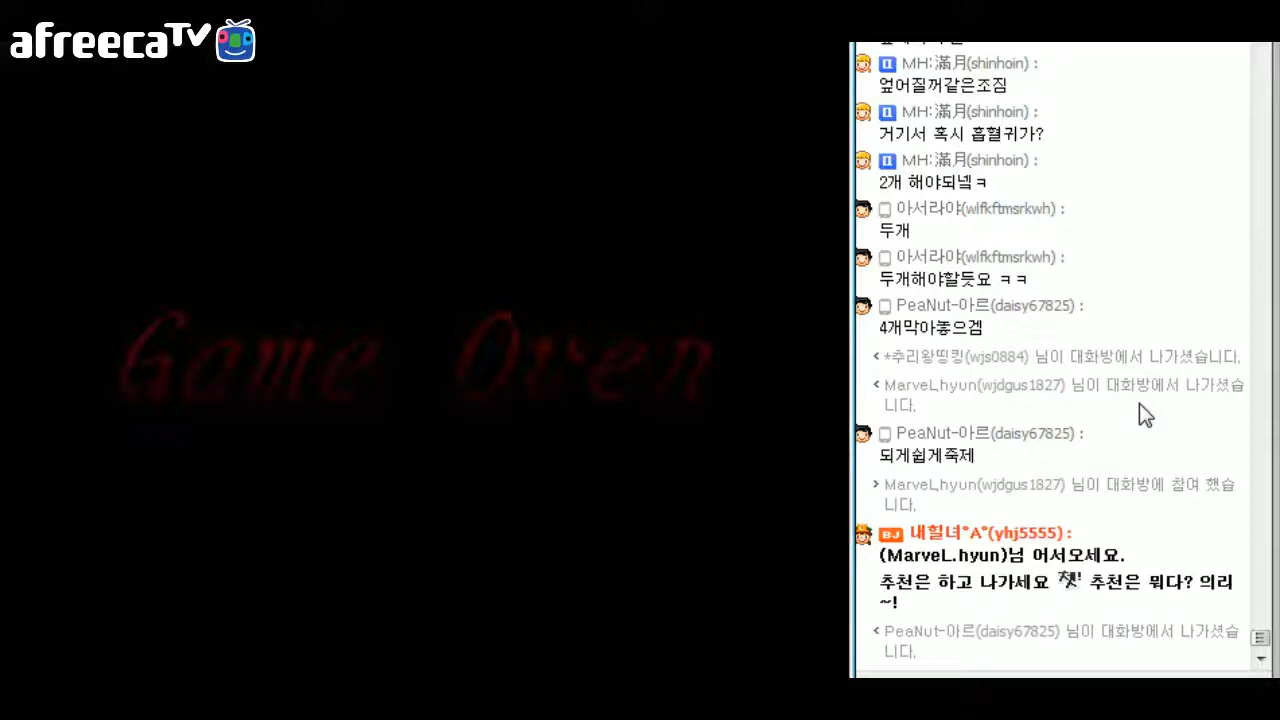 afreecaTV
Game Over
MH:滿月(shinhoin) :
엎어질꺼같은조짐
MH:滿月(shinhoin) :
거기서 혹시 흡혈귀가?
MH:滿月(shinhoin) :
2개 해야되넼ㅋ
아서라야(wlfkftmsrkwh) :
두개
아서라야(wlfkftmsrkwh) :
두개해야할듯요 ㅋㅋ
PeaNut-아르(daisy67825) :
4개막아놓으겜
< *추리왕띵킹(wjs0884) 님이 대화방에서 나가셨습니다.
< MarveL.hyun(wjdgus1827) 님이 대화방에서 나가셨습
니다.
PeaNut-아르(daisy67825) :
되게쉽게죽제
> MarveL.hyun(wjdgus1827) 님이 대화방에 참여 했습
니다.
BJ 내힐녀°A°(yhj5555) :
(MarveL.hyun)님 어서오세요.
추천은 하고 나가세요 쳇! 추천은 뭐다? 의리
~!
< PeaNut-아르(daisy67825) 님이 대화방에서 나가셨습
니다.